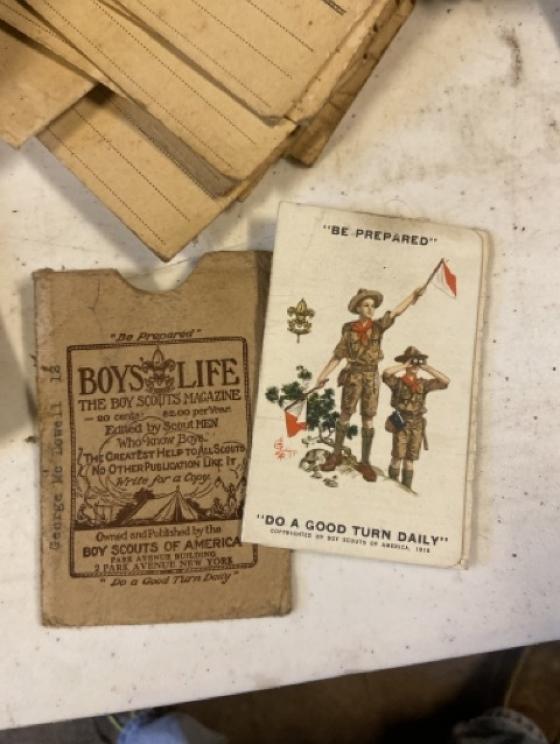 "Be Prepared"
BOYS LIFE
THE BOY SCOUTS MAGAZINE
20 cents $2.00 per Year
Edited by Scout MEN
Who know Boys.
THE GREATEST HELP TO ALL SCOUTS
NO OTHER PUBLICATION LIKE IT
Write for a Copy
Owned and Published by the
BOY SCOUTS OF AMERICA
PARK AVENUE BUILDING
2 PARK AVENUE NEW YORK
"Do a Good Turn Daily"
George Mc Lowell 12
"BE PREPARED"
"DO A GOOD TURN DAILY"
COPYRIGHTED BY BOY SCOUTS OF AMERICA,